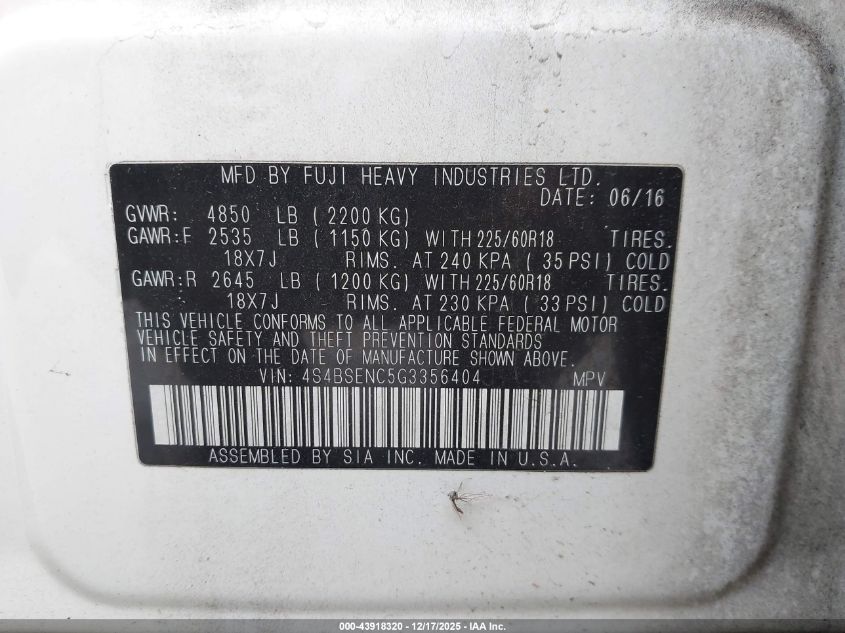 MFD BY FUJI HEAVY INDUSTRIES LTD.
DATE: 06/16
GVWR: 4850 LB (2200 KG)
GAWR:F 2535 LB (1150 KG) WITH 225/60R18 TIRES.
18X7J RIMS. AT 240 KPA (35 PSI) COLD
GAWR:R 2645 LB (1200 KG) WITH 225/60R18 TIRES.
18X7J RIMS. AT 230 KPA (33 PSI) COLD
THIS VEHICLE CONFORMS TO ALL APPLICABLE FEDERAL MOTOR
VEHICLE SAFETY AND THEFT PREVENTION STANDARDS
IN EFFECT ON THE DATE OF MANUFACTURE SHOWN ABOVE.
VIN: 4S4BSENC5G3356404 MPV
ASSEMBLED BY SIA INC. MADE IN U.S.A.
000-43918320 - 12/17/2025 - IAA Inc.